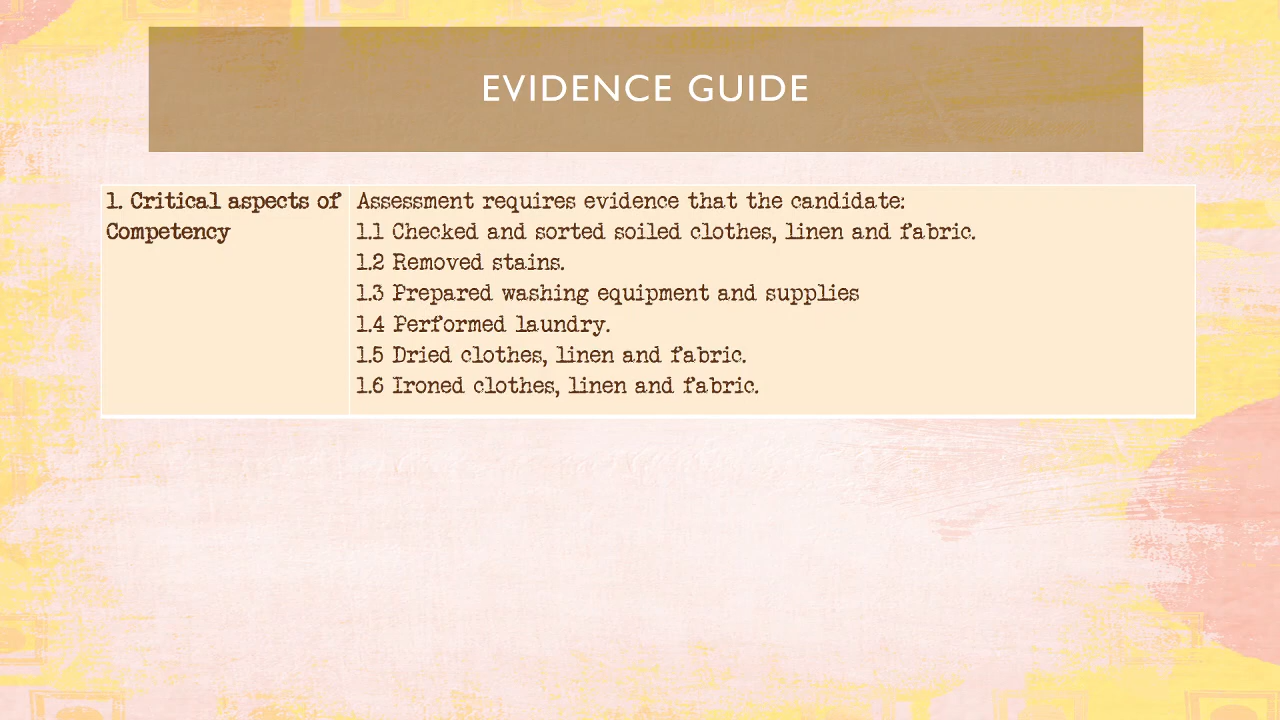 EVIDENCE GUIDE
1. Critical aspects of
Competency
Assessment requires evidence that the candidate:
1.1 Checked and sorted soiled clothes, linen and fabric.
1.2 Removed stains.
1.3 Prepared washing equipment and supplies
1.4 Performed laundry.
1.5 Dried clothes, linen and fabric.
1.6 Ironed clothes, linen and fabric.